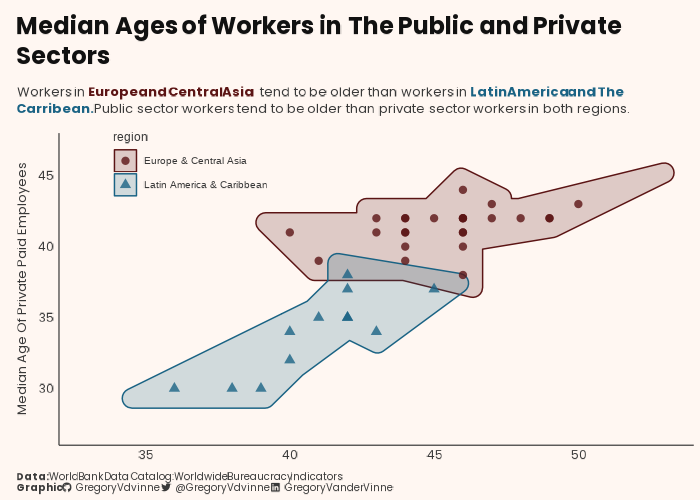 Median Ages of Workers in The Public and Private
Sectors
Workers in Europe and Central Asia tend to be older than workers in Latin America and The
Carribean. Public sector workers tend to be older than private sector workers in both regions.
region
Europe & Central Asia
Latin America & Caribbean
Median Age Of Private Paid Employees
45
40
35
30
35 40 45 50
Data: World Bank Data Catalog: Worldwide Bureaucracy Indicators
Graphic: GregoryVdvinne @GregoryVdvinne GregoryVanderVinne